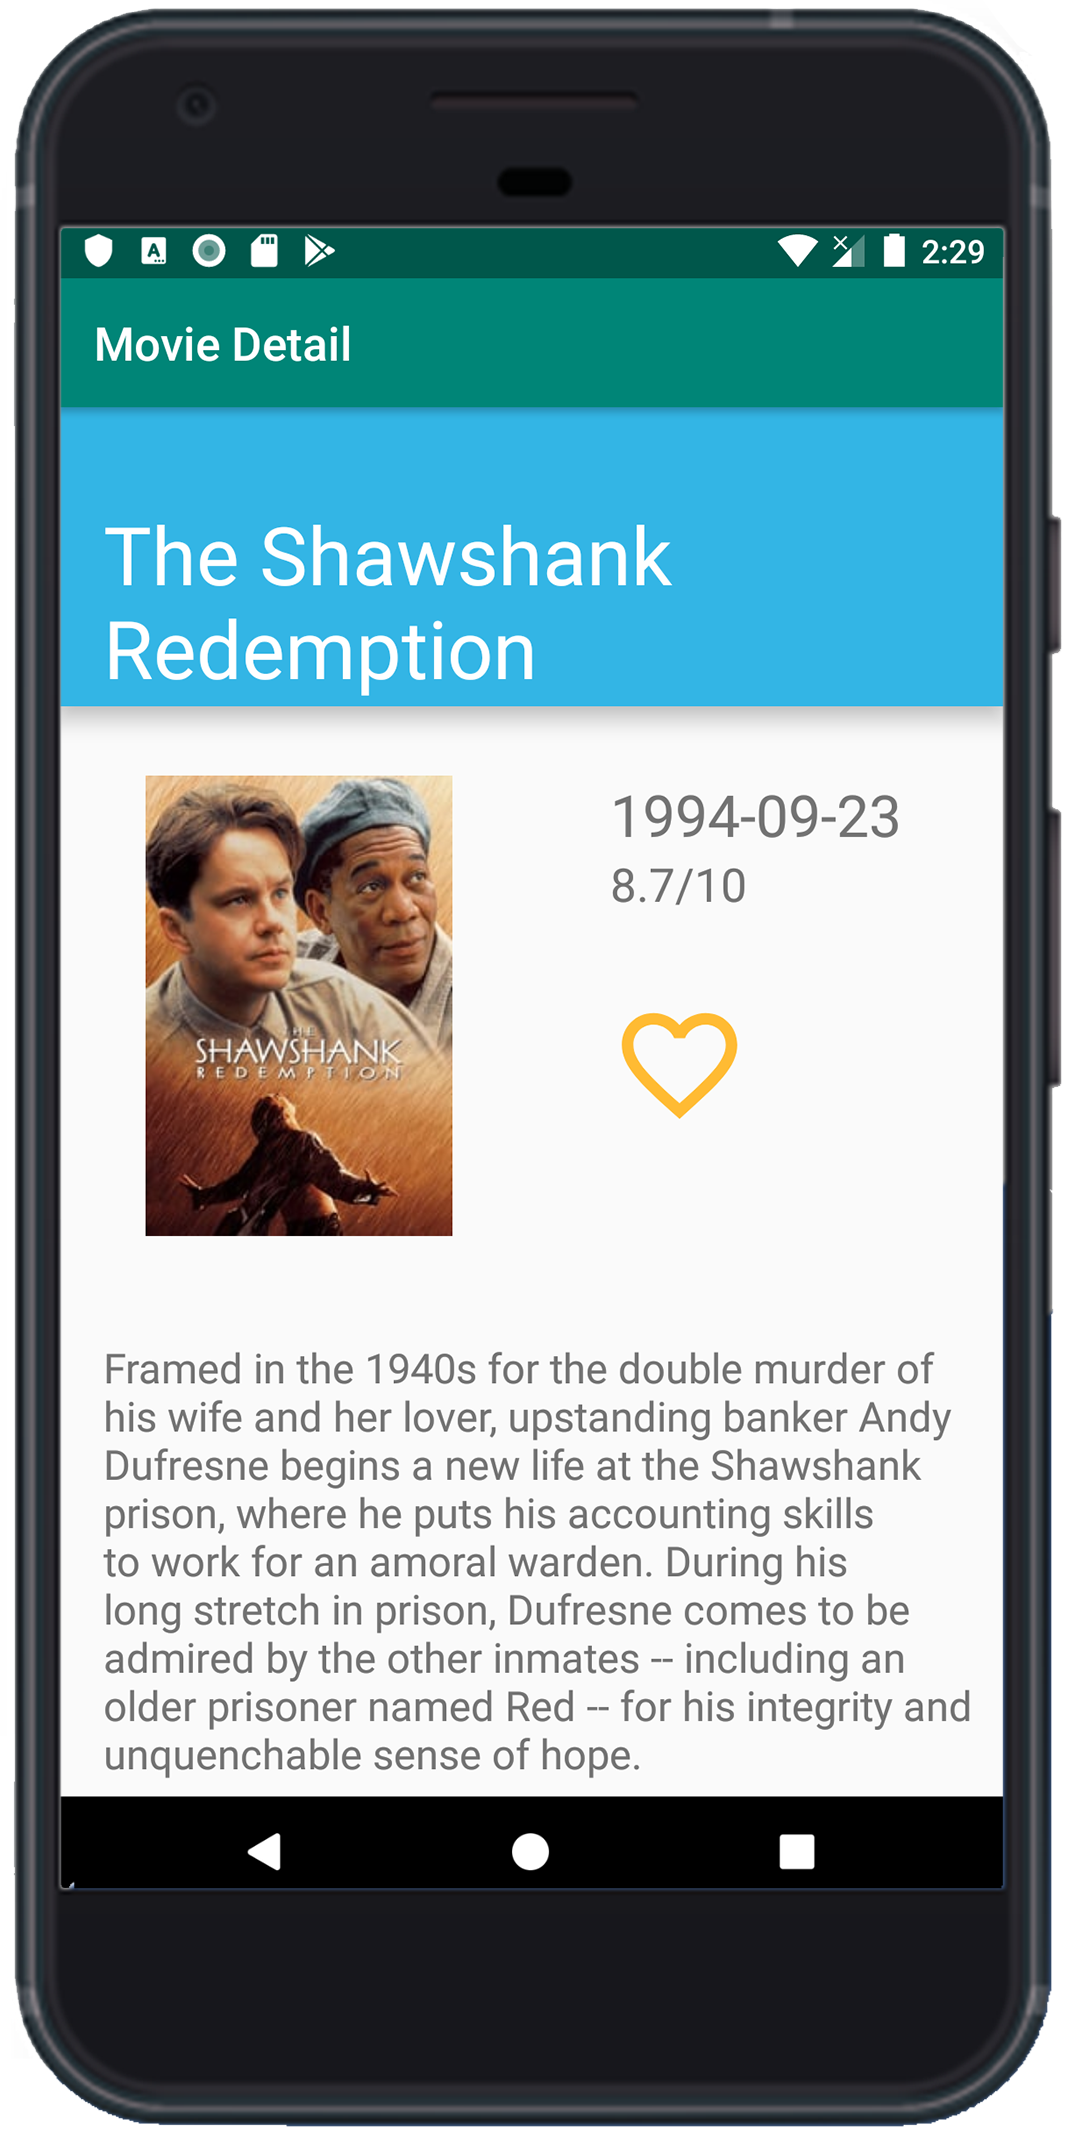 2:29
Movie Detail
The Shawshank
Redemption
1994-09-23
8.7/10
THE
SHAWSHANK
REDEMPTION
Framed in the 1940s for the double murder of
his wife and her lover, upstanding banker Andy
Dufresne begins a new life at the Shawshank
prison, where he puts his accounting skills
to work for an amoral warden. During his
long stretch in prison, Dufresne comes to be
admired by the other inmates -- including an
older prisoner named Red -- for his integrity and
unquenchable sense of hope.